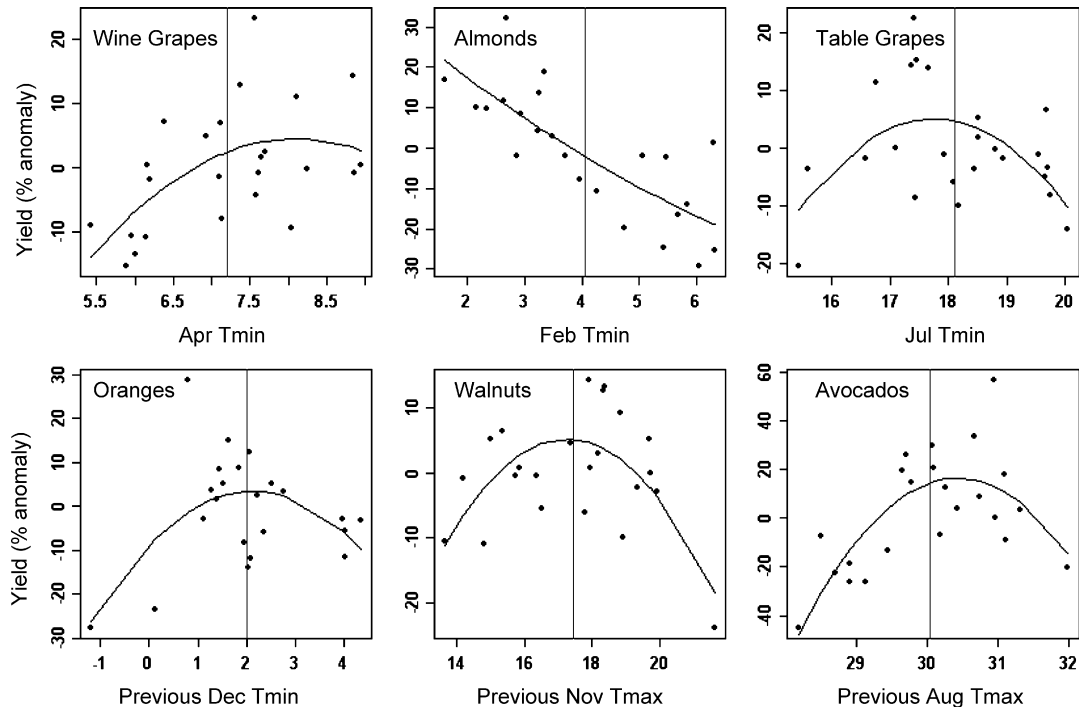 Wine Grapes
Almonds
Table Grapes
Yield (% anomaly)
20
10
0
-10
30
20
10
0
-10
-20
-30
20
10
0
-10
-20
5.5 6.5 7.5 8.5
2 3 4 5 6
16 17 18 19 20
Apr Tmin
Feb Tmin
Jul Tmin
Oranges
Walnuts
Avocados
Yield (% anomaly)
30
20
10
0
-10
-20
-30
10
0
-10
-20
60
40
20
0
-20
-40
-1 0 1 2 3 4
14 16 18 20
29 30 31 32
Previous Dec Tmin
Previous Nov Tmax
Previous Aug Tmax